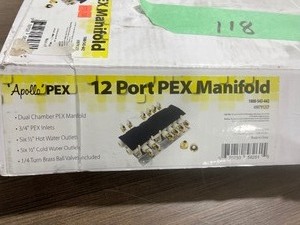 Manifold
118
Apollo PEX
12 Port PEX Manifold
• Dual Chamber PEX Manifold
• 3/4" PEX Inlets
• Six ½" Hot Water Outlets
• Six ½" Cold Water Outlets
• 1/4 Turn Brass Ball Valves Included